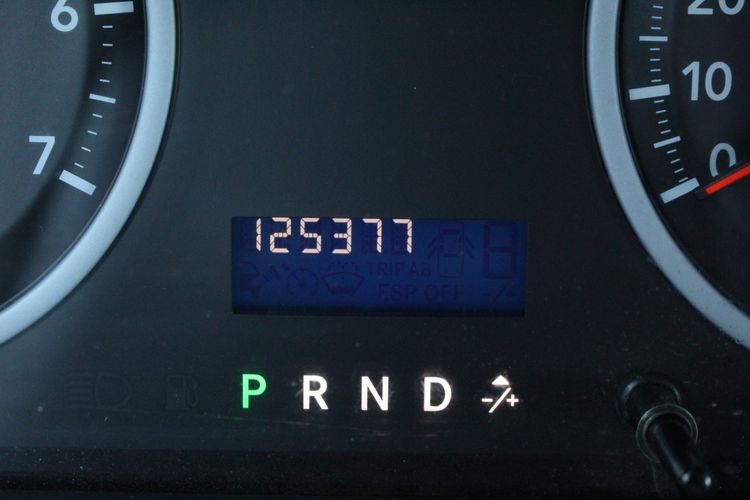 6
7
20
10
0
125377
TRIP AB
ESP OFF -/+
P R N D -/+